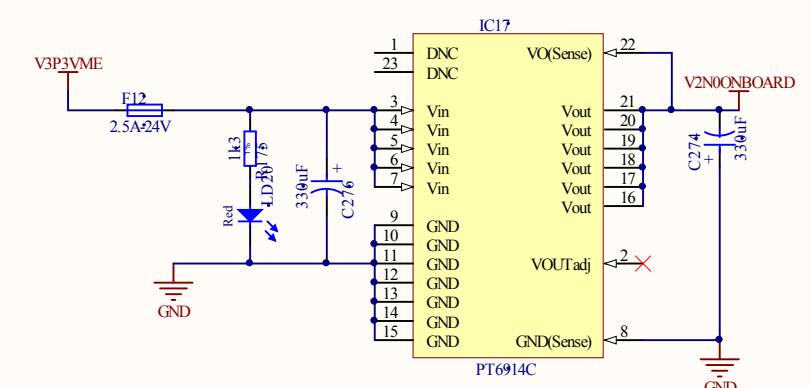 IC17
V3P3VME
F12
2.5A-24V
1k3
1%
R175
LD20
Red
330uF
+
C276
GND
1 DNC
23 DNC
3 Vin
4 Vin
5 Vin
6 Vin
7 Vin
9 GND
10 GND
11 GND
12 GND
13 GND
14 GND
15 GND
VO(Sense) 22
Vout 21
Vout 20
Vout 19
Vout 18
Vout 17
Vout 16
VOUTadj 2
GND(Sense) 8
PT6914C
V2N0ONBOARD
C274
+
330uF
GND